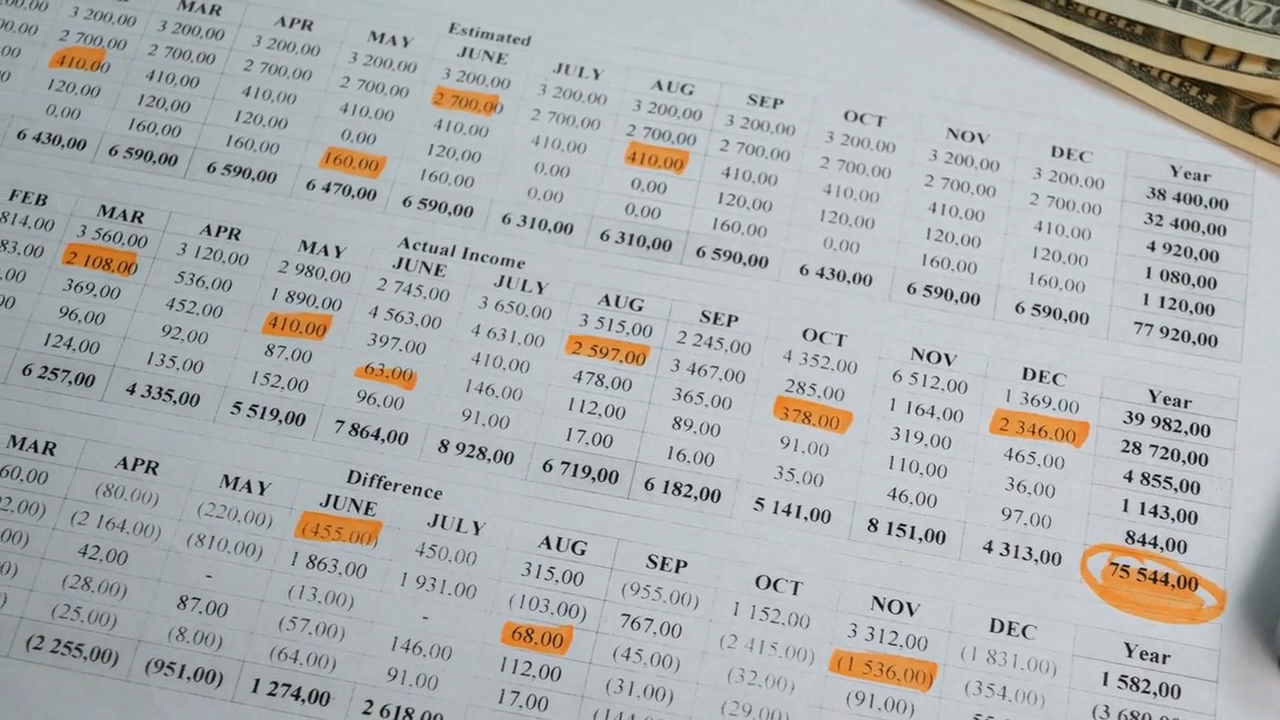 Estimated
MAR APR MAY JUNE JULY AUG SEP OCT NOV DEC Year
3 200,00 3 200,00 3 200,00 3 200,00 3 200,00 3 200,00 3 200,00 3 200,00 3 200,00 3 200,00 3 200,00 38 400,00
2 700,00 2 700,00 2 700,00 2 700,00 2 700,00 2 700,00 2 700,00 2 700,00 2 700,00 2 700,00 2 700,00 32 400,00
410,00 410,00 410,00 410,00 410,00 410,00 410,00 410,00 410,00 410,00 410,00 4 920,00
120,00 120,00 120,00 0,00 120,00 0,00 0,00 120,00 120,00 120,00 120,00 1 080,00
0,00 160,00 160,00 160,00 160,00 0,00 0,00 160,00 0,00 160,00 160,00 1 120,00
6 430,00 6 590,00 6 590,00 6 470,00 6 590,00 6 310,00 6 310,00 6 590,00 6 430,00 6 590,00 6 590,00 77 920,00
Actual Income
FEB MAR APR MAY JUNE JULY AUG SEP OCT NOV DEC Year
814,00 3 560,00 3 120,00 2 980,00 2 745,00 3 650,00 3 515,00 2 245,00 4 352,00 6 512,00 1 369,00 39 982,00
83,00 2 108,00 536,00 1 890,00 4 563,00 4 631,00 2 597,00 3 467,00 285,00 1 164,00 2 346,00 28 720,00
369,00 452,00 410,00 397,00 410,00 478,00 365,00 378,00 319,00 465,00 4 855,00
96,00 92,00 87,00 63,00 146,00 112,00 89,00 91,00 110,00 36,00 1 143,00
124,00 135,00 152,00 96,00 91,00 17,00 16,00 35,00 46,00 97,00 844,00
6 257,00 4 335,00 5 519,00 7 864,00 8 928,00 6 719,00 6 182,00 5 141,00 8 151,00 4 313,00 75 544,00
Difference
MAR APR MAY JUNE JULY AUG SEP OCT NOV DEC Year
60,00 (80,00) (220,00) (455,00) 450,00 315,00 (955,00) 1 152,00 3 312,00 (1 831,00) 1 582,00
2,00) (2 164,00) (810,00) 1 863,00 1 931,00 (103,00) 767,00 (2 415,00) (1 536,00) (354,00) (3 680,00
42,00 - (13,00) - 68,00 (45,00) (32,00) (91,00)
(28,00) 87,00 (57,00) 146,00 112,00 (31,00) (29,00)
(25,00) (8,00) (64,00) 91,00 17,00
(2 255,00) (951,00) 1 274,00 2 618,00